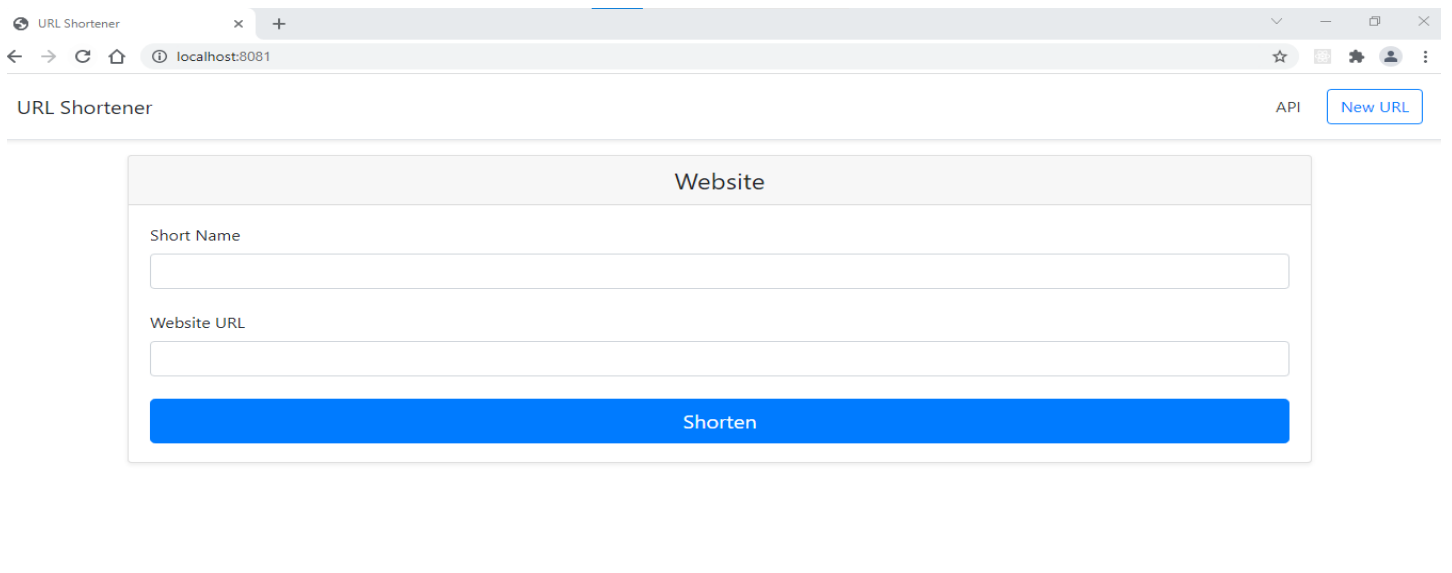 URL Shortener
localhost:8081
URL Shortener API New URL
Website
Short Name
Website URL
Shorten